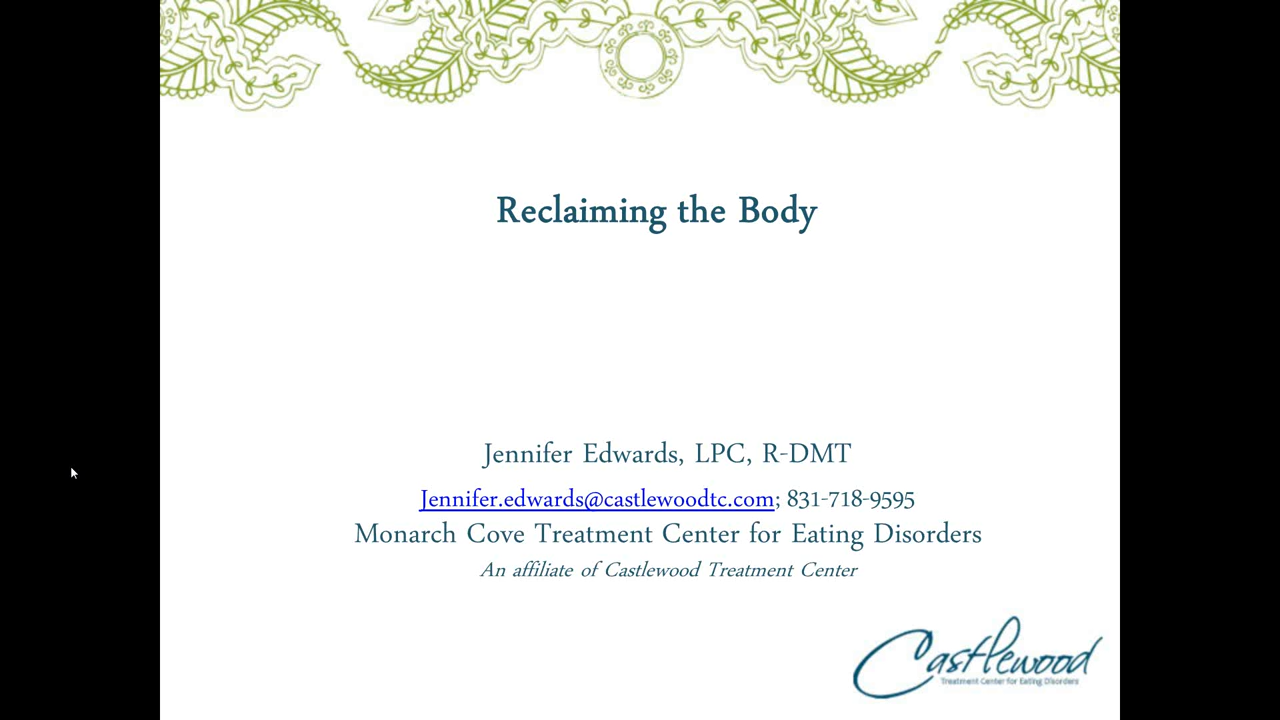 Reclaiming the Body
Jennifer Edwards, LPC, R-DMT
Jennifer.edwards@castlewoodtc.com; 831-718-9595
Monarch Cove Treatment Center for Eating Disorders
An affiliate of Castlewood Treatment Center
Castlewood
Treatment Center for Eating Disorders